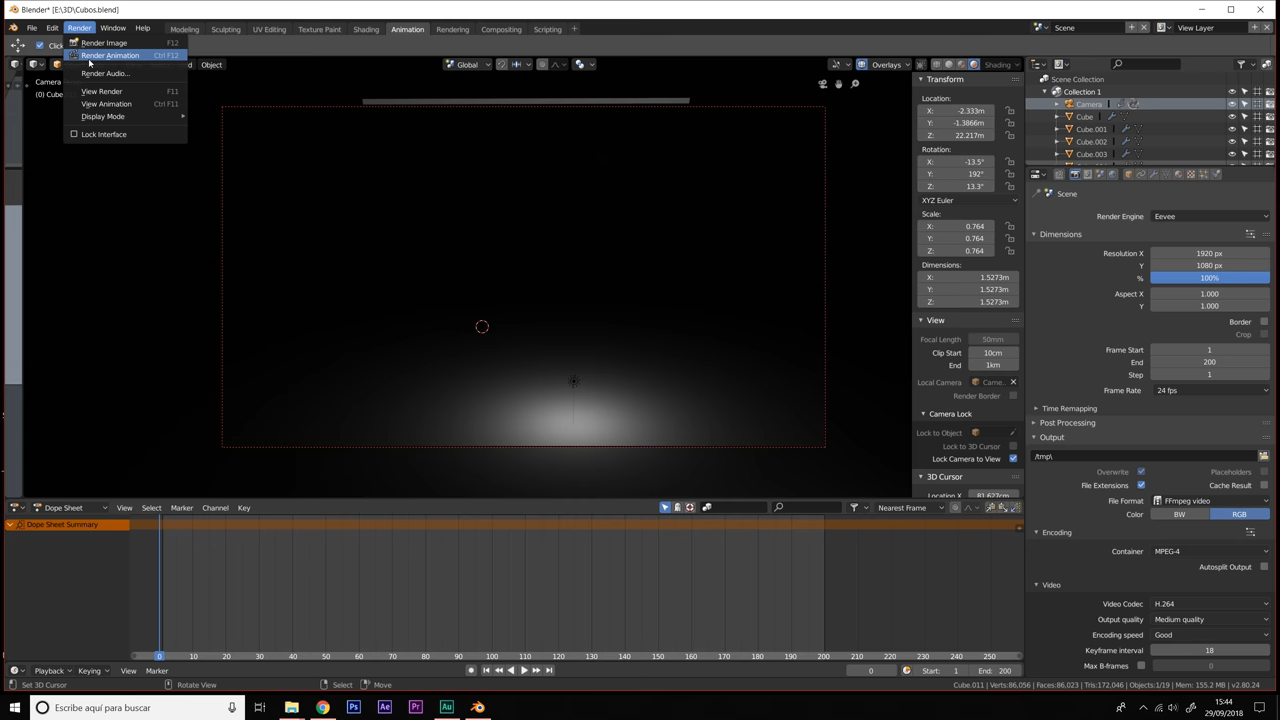 Blender* [E:\3D\Cubos.blend]
File Edit Render Window Help Modeling Sculpting UV Editing Texture Paint Shading Animation Rendering Compositing Scripting Scene View Layer
Render Image F12
Render Animation Ctrl F12
Render Audio...
View Render F11
View Animation Ctrl F11
Display Mode
Lock Interface
Object Global Overlays Shading
Transform
Location:
X: -2.333m
Y: -1.3866m
Z: 22.217m
Rotation:
X: -13.5°
Y: 192°
Z: 13.3°
XYZ Euler
Scale:
X: 0.764
Y: 0.764
Z: 0.764
Dimensions:
X: 1.5273m
Y: 1.5273m
Z: 1.5273m
View
Focal Length 50mm
Clip Start 10cm
End 1km
Local Camera Came...
Render Border
Camera Lock
Lock to Object
Lock to 3D Cursor
Lock Camera to View
3D Cursor
Location X 81.627cm
Scene Collection
Collection 1
Camera
Cube
Cube.001
Cube.002
Cube.003
Scene
Render Engine Eevee
Dimensions
Resolution X 1920 px
Y 1080 px
% 100%
Aspect X 1.000
Y 1.000
Border
Crop
Frame Start 1
End 200
Step 1
Frame Rate 24 fps
Time Remapping
Post Processing
Output
/tmp\
Overwrite Placeholders
File Extensions Cache Result
File Format FFmpeg video
Color BW RGB
Encoding
Container MPEG-4
Autosplit Output
Video
Video Codec H.264
Output quality Medium quality
Encoding speed Good
Keyframe interval 18
Max B-frames 0
Dope Sheet View Select Marker Channel Key Nearest Frame
Dope Sheet Summary
0 10 20 30 40 50 60 70 80 90 100 110 120 130 140 150 160 170 180 190 200 210 220 230 240 250
Playback Keying View Marker 0 Start: 1 End: 200
Set 3D Cursor Rotate View Select Move Cube.011 | Verts:86,056 | Faces:86,023 | Tris:172,046 | Objects:1/19 | Mem: 155.2 MB | v2.80.24
Escribe aquí para buscar
Ps Ae Pr Au
15:44
29/09/2018